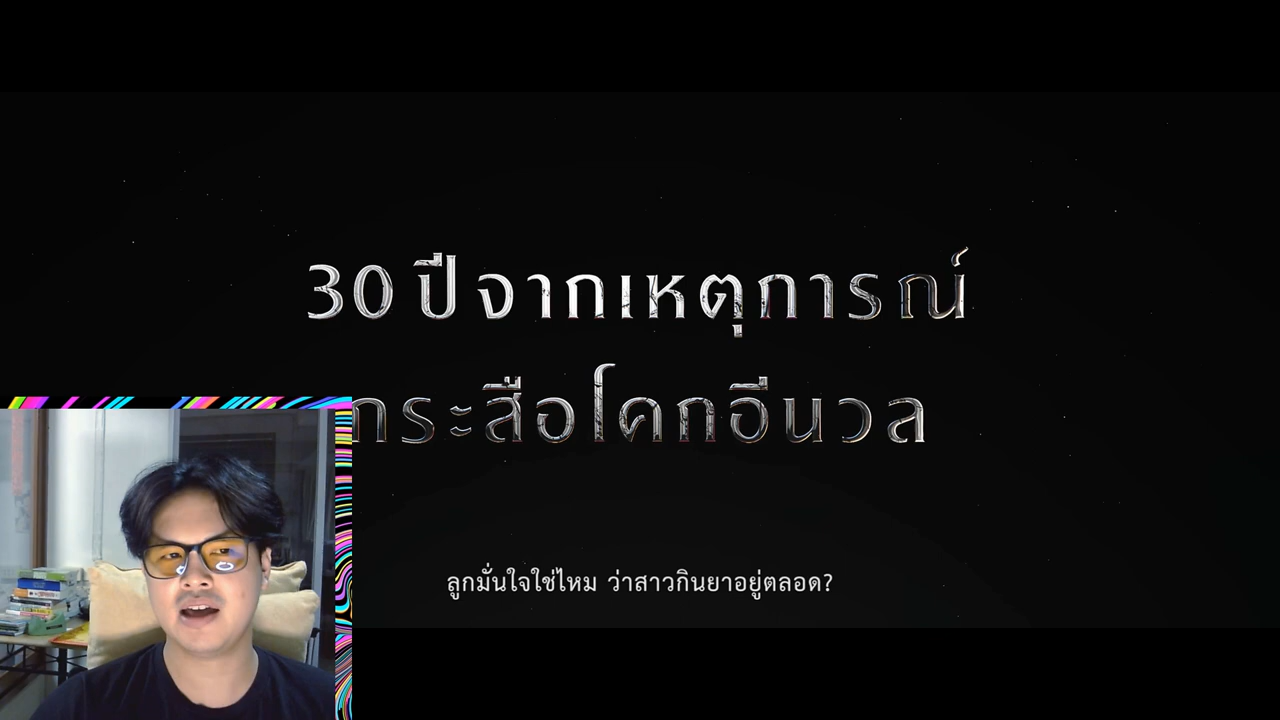 30 ปีจากเหตุการณ์
กระสือโคกอีนวล
ลูกมั่นใจใช่ไหม ว่าสาวกินยาอยู่ตลอด?